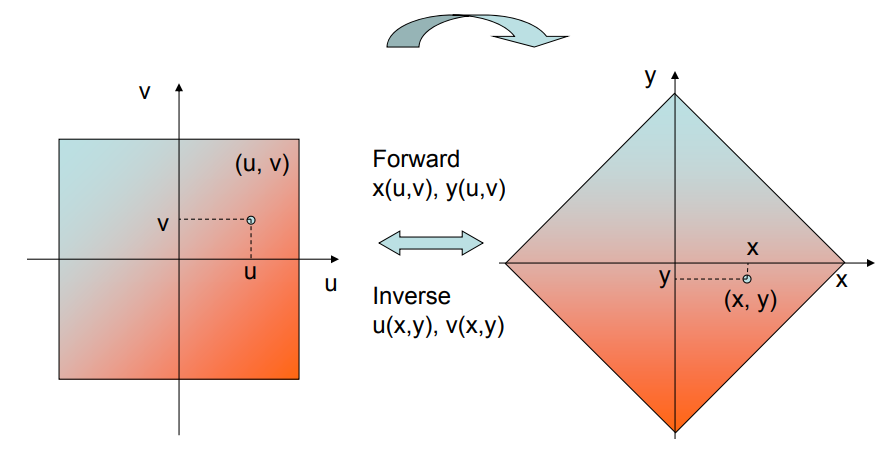 v
(u, v)
v
u
u
Forward
x(u,v), y(u,v)
Inverse
u(x,y), v(x,y)
y
x
y
x
(x, y)